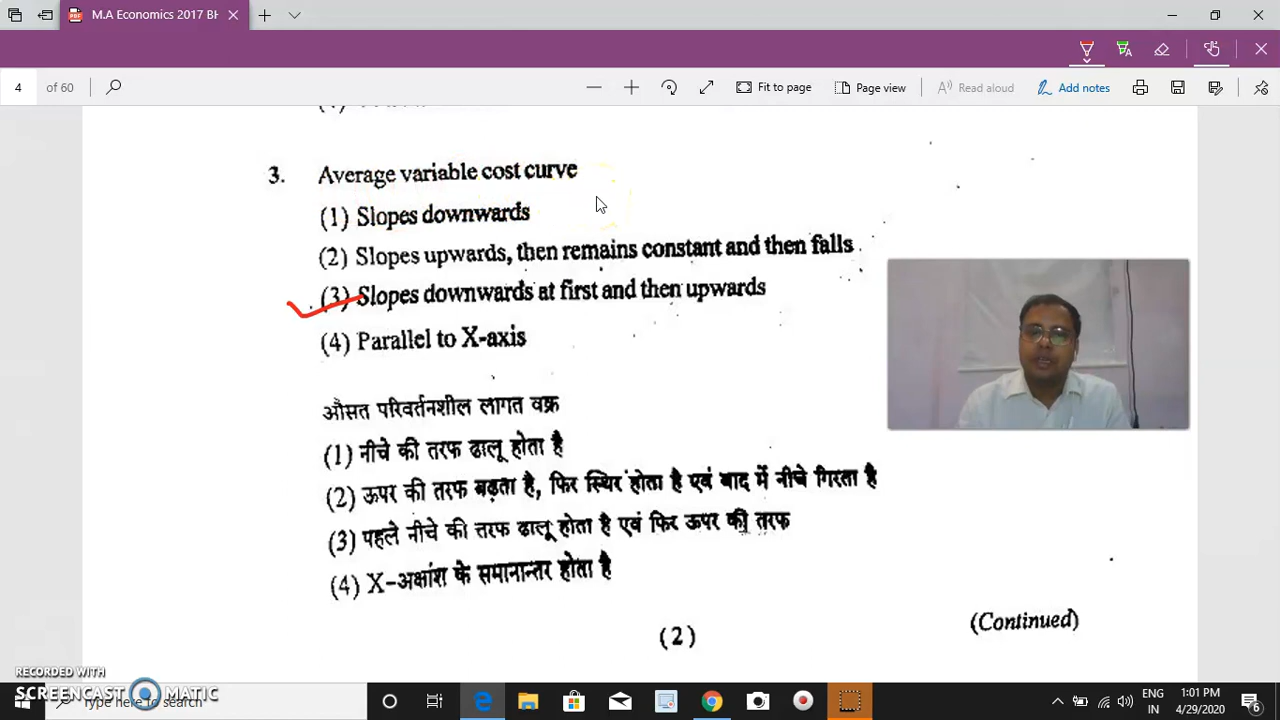 M.A Economics 2017 BH
4 of 60
Fit to page
Page view
Read aloud
Add notes
3. Average variable cost curve
(1) Slopes downwards
(2) Slopes upwards, then remains constant and then falls
(3) Slopes downwards at first and then upwards
(4) Parallel to X-axis
औसत परिवर्तनशील लागत वक्र
(1) नीचे की तरफ ढालू होता है
(2) ऊपर की तरफ बढ़ता है, फिर स्थिर होता है एवं बाद में नीचे गिरता है
(3) पहले नीचे की तरफ ढालू होता है एवं फिर ऊपर की तरफ
(4) X-अक्षांश के समानान्तर होता है
(Continued)
(2)
RECORDED WITH
SCREENCAST MATIC
Type here to search
ENG
IN
1:01 PM
4/29/2020
6